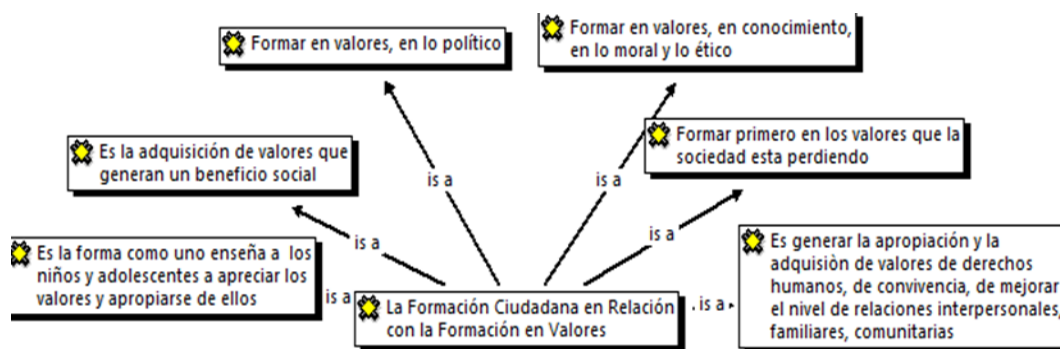 Formar en valores, en lo político
Formar en valores, en conocimiento,
en lo moral y lo ético
Es la adquisición de valores que
generan un beneficio social
Formar primero en los valores que la
sociedad esta perdiendo
is a
is a
is a
is a
Es la forma como uno enseña a los
niños y adolescentes a apreciar los
valores y apropiarse de ellos
is a
La Formación Ciudadana en Relación
con la Formación en Valores
is a
Es generar la apropiación y la
adquisiòn de valores de derechos
humanos, de convivencia, de mejorar
el nivel de relaciones interpersonales,
familiares, comunitarias